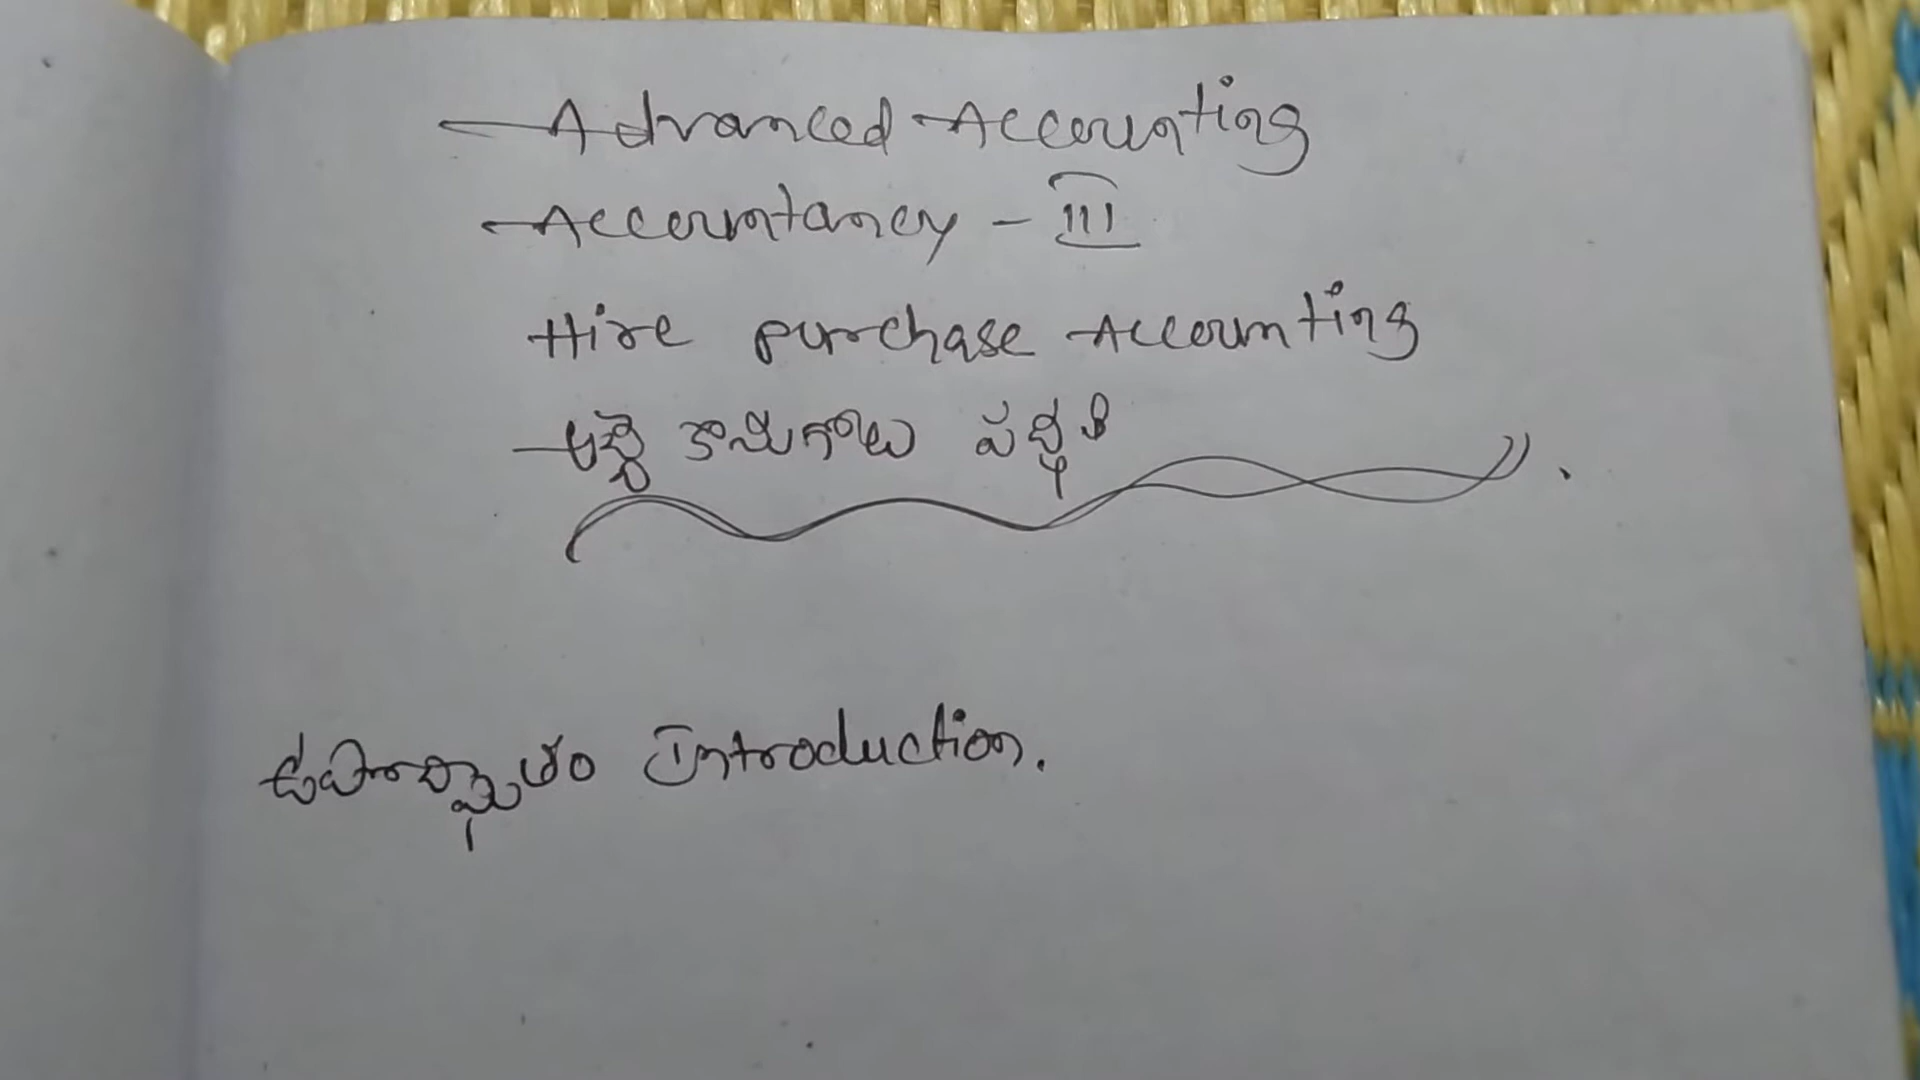 Advanced Accounting
Accountancy - III
Hire purchase Accounting
అద్దె కొనుగోలు పద్ధతి
ఉపోద్ఘాతం Introduction.